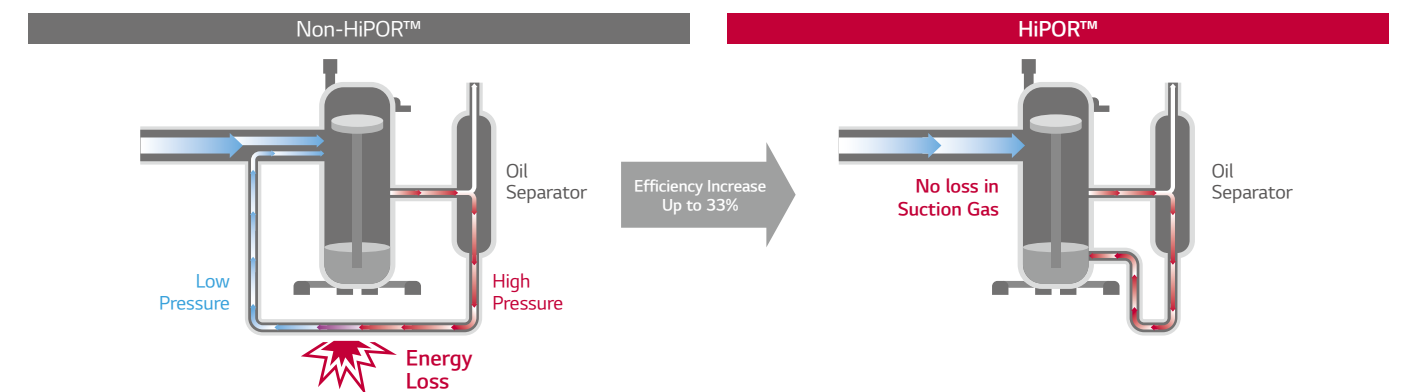 Non-HiPOR™
HiPOR™
Oil
Separator
Low
Pressure
High
Pressure
Energy
Loss
Efficiency Increase
Up to 33%
No loss in
Suction Gas
Oil
Separator